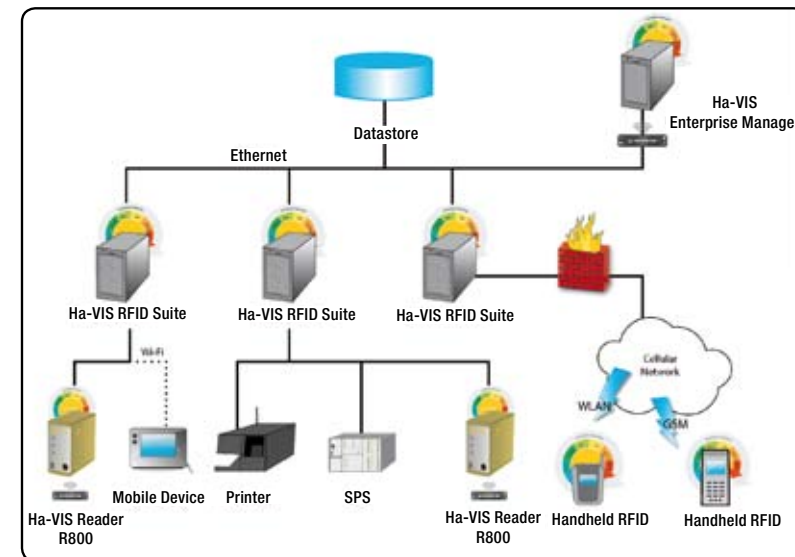 Ha-VIS
Enterprise Manage
Datastore
Ethernet
Ha-VIS RFID Suite
Ha-VIS RFID Suite
Ha-VIS RFID Suite
Wi-Fi
Cellular
Network
WLAN
GSM
Mobile Device
Printer
SPS
Ha-VIS Reader
R800
Ha-VIS Reader
R800
Handheld RFID
Handheld RFID